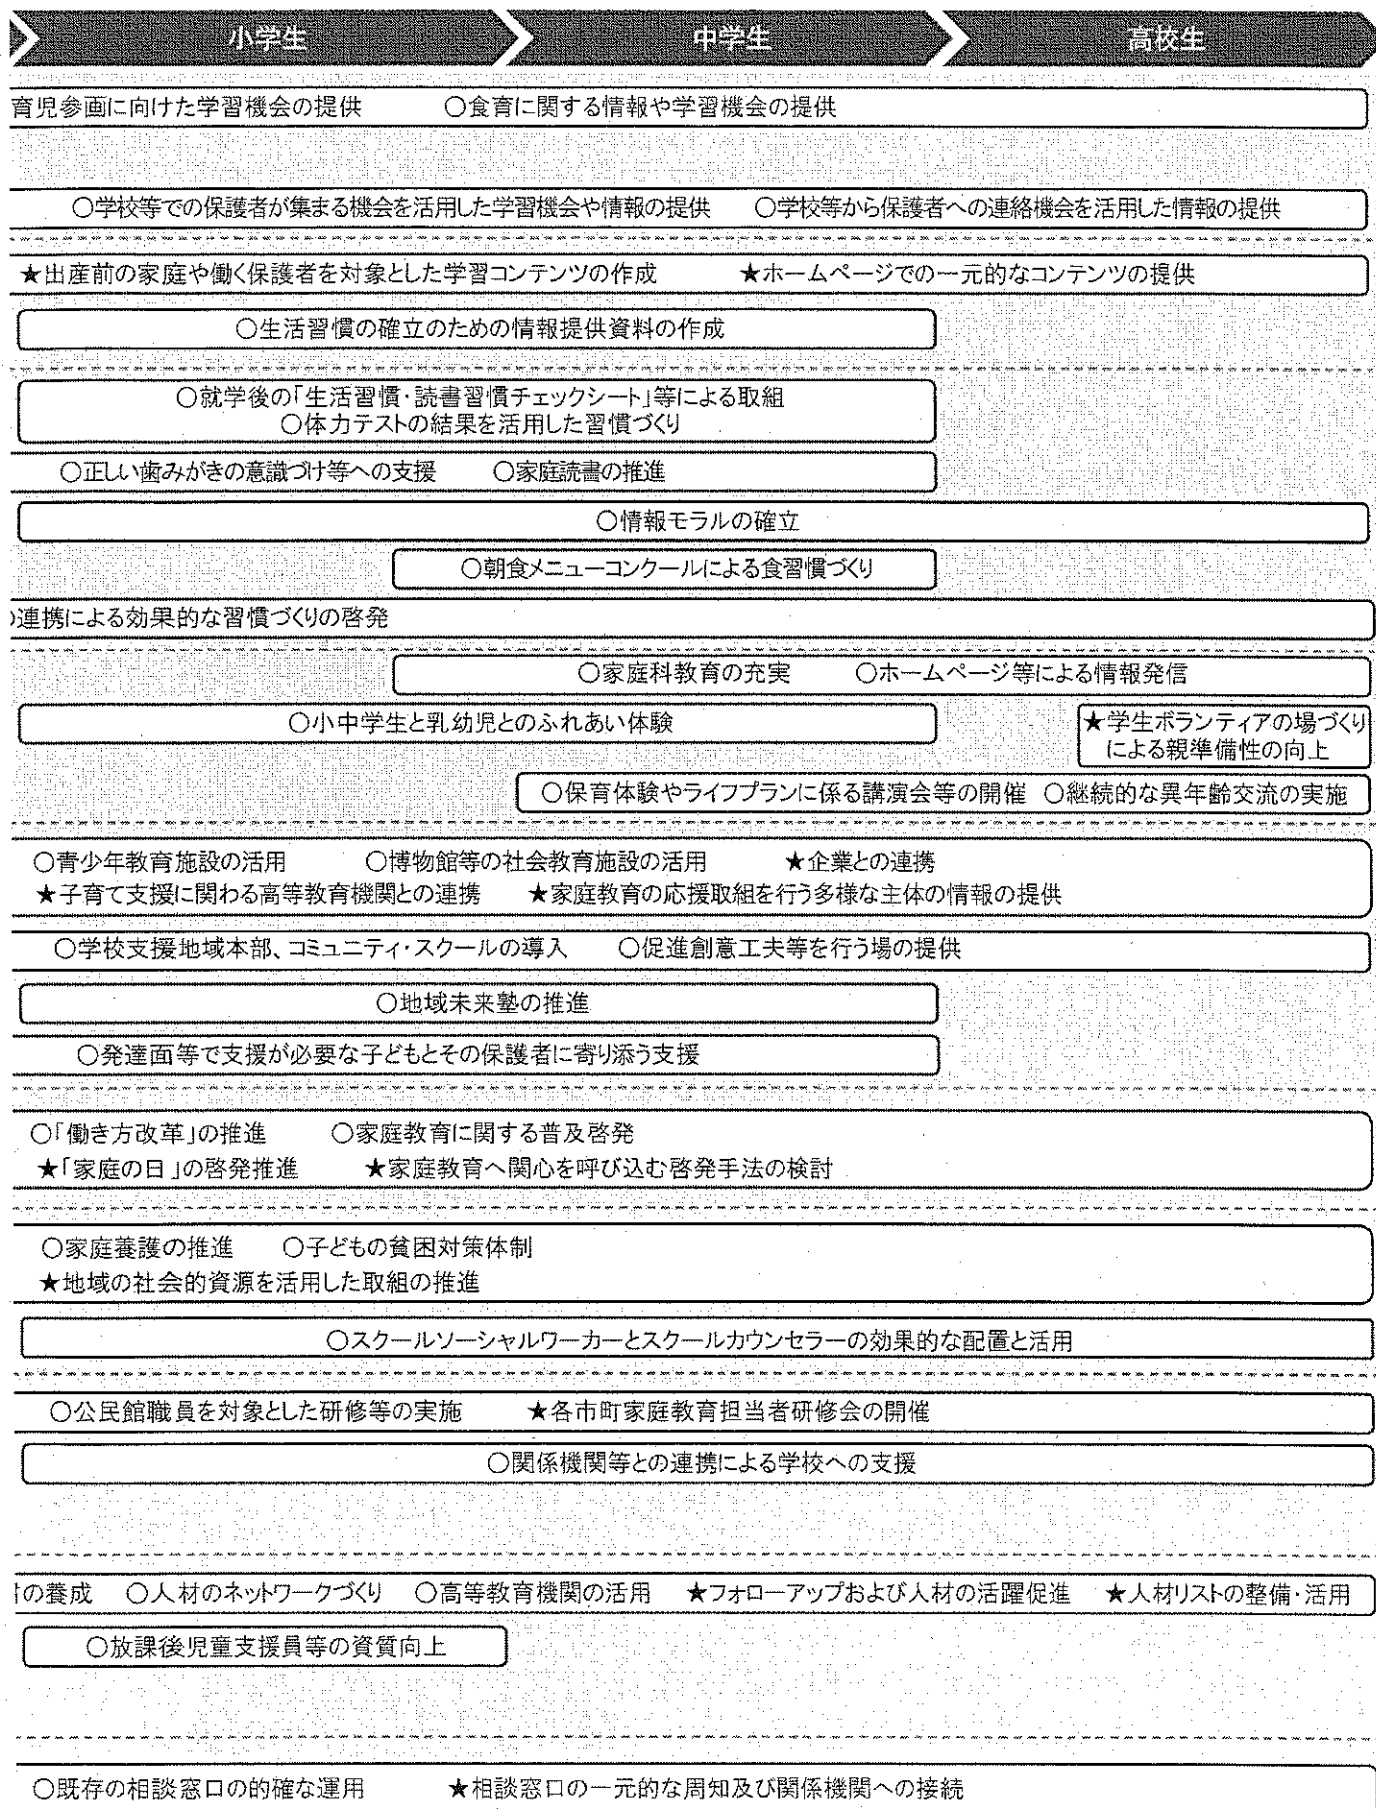 小学生 中学生 高校生
育児参画に向けた学習機会の提供 ○食育に関する情報や学習機会の提供
○学校等での保護者が集まる機会を活用した学習機会や情報の提供 ○学校等から保護者への連絡機会を活用した情報の提供
★出産前の家庭や働く保護者を対象とした学習コンテンツの作成 ★ホームページでの一元的なコンテンツの提供
○生活習慣の確立のための情報提供資料の作成
○就学後の「生活習慣・読書習慣チェックシート」等による取組
○体力テストの結果を活用した習慣づくり
○正しい歯みがきの意識づけ等への支援 ○家庭読書の推進
○情報モラルの確立
○朝食メニューコンクールによる食習慣づくり
連携による効果的な習慣づくりの啓発
○家庭科教育の充実 ○ホームページ等による情報発信
○小中学生と乳幼児とのふれあい体験
★学生ボランティアの場づくり
による親準備性の向上
○保育体験やライフプランに係る講演会等の開催 ○継続的な異年齢交流の実施
○青少年教育施設の活用 ○博物館等の社会教育施設の活用 ★企業との連携
★子育て支援に関わる高等教育機関との連携 ★家庭教育の応援取組を行う多様な主体の情報の提供
○学校支援地域本部、コミュニティ・スクールの導入 ○促進創意工夫等を行う場の提供
○地域未来塾の推進
○発達面等で支援が必要な子どもとその保護者に寄り添う支援
○「働き方改革」の推進 ○家庭教育に関する普及啓発
★「家庭の日」の啓発推進 ★家庭教育へ関心を呼び込む啓発手法の検討
○家庭養護の推進 ○子どもの貧困対策体制
★地域の社会的資源を活用した取組の推進
○スクールソーシャルワーカーとスクールカウンセラーの効果的な配置と活用
○公民館職員を対象とした研修等の実施 ★各市町家庭教育担当者研修会の開催
○関係機関等との連携による学校への支援
の養成 ○人材のネットワークづくり ○高等教育機関の活用 ★フォローアップおよび人材の活躍促進 ★人材リストの整備・活用
○放課後児童支援員等の資質向上
○既存の相談窓口の的確な運用 ★相談窓口の一元的な周知及び関係機関への接続